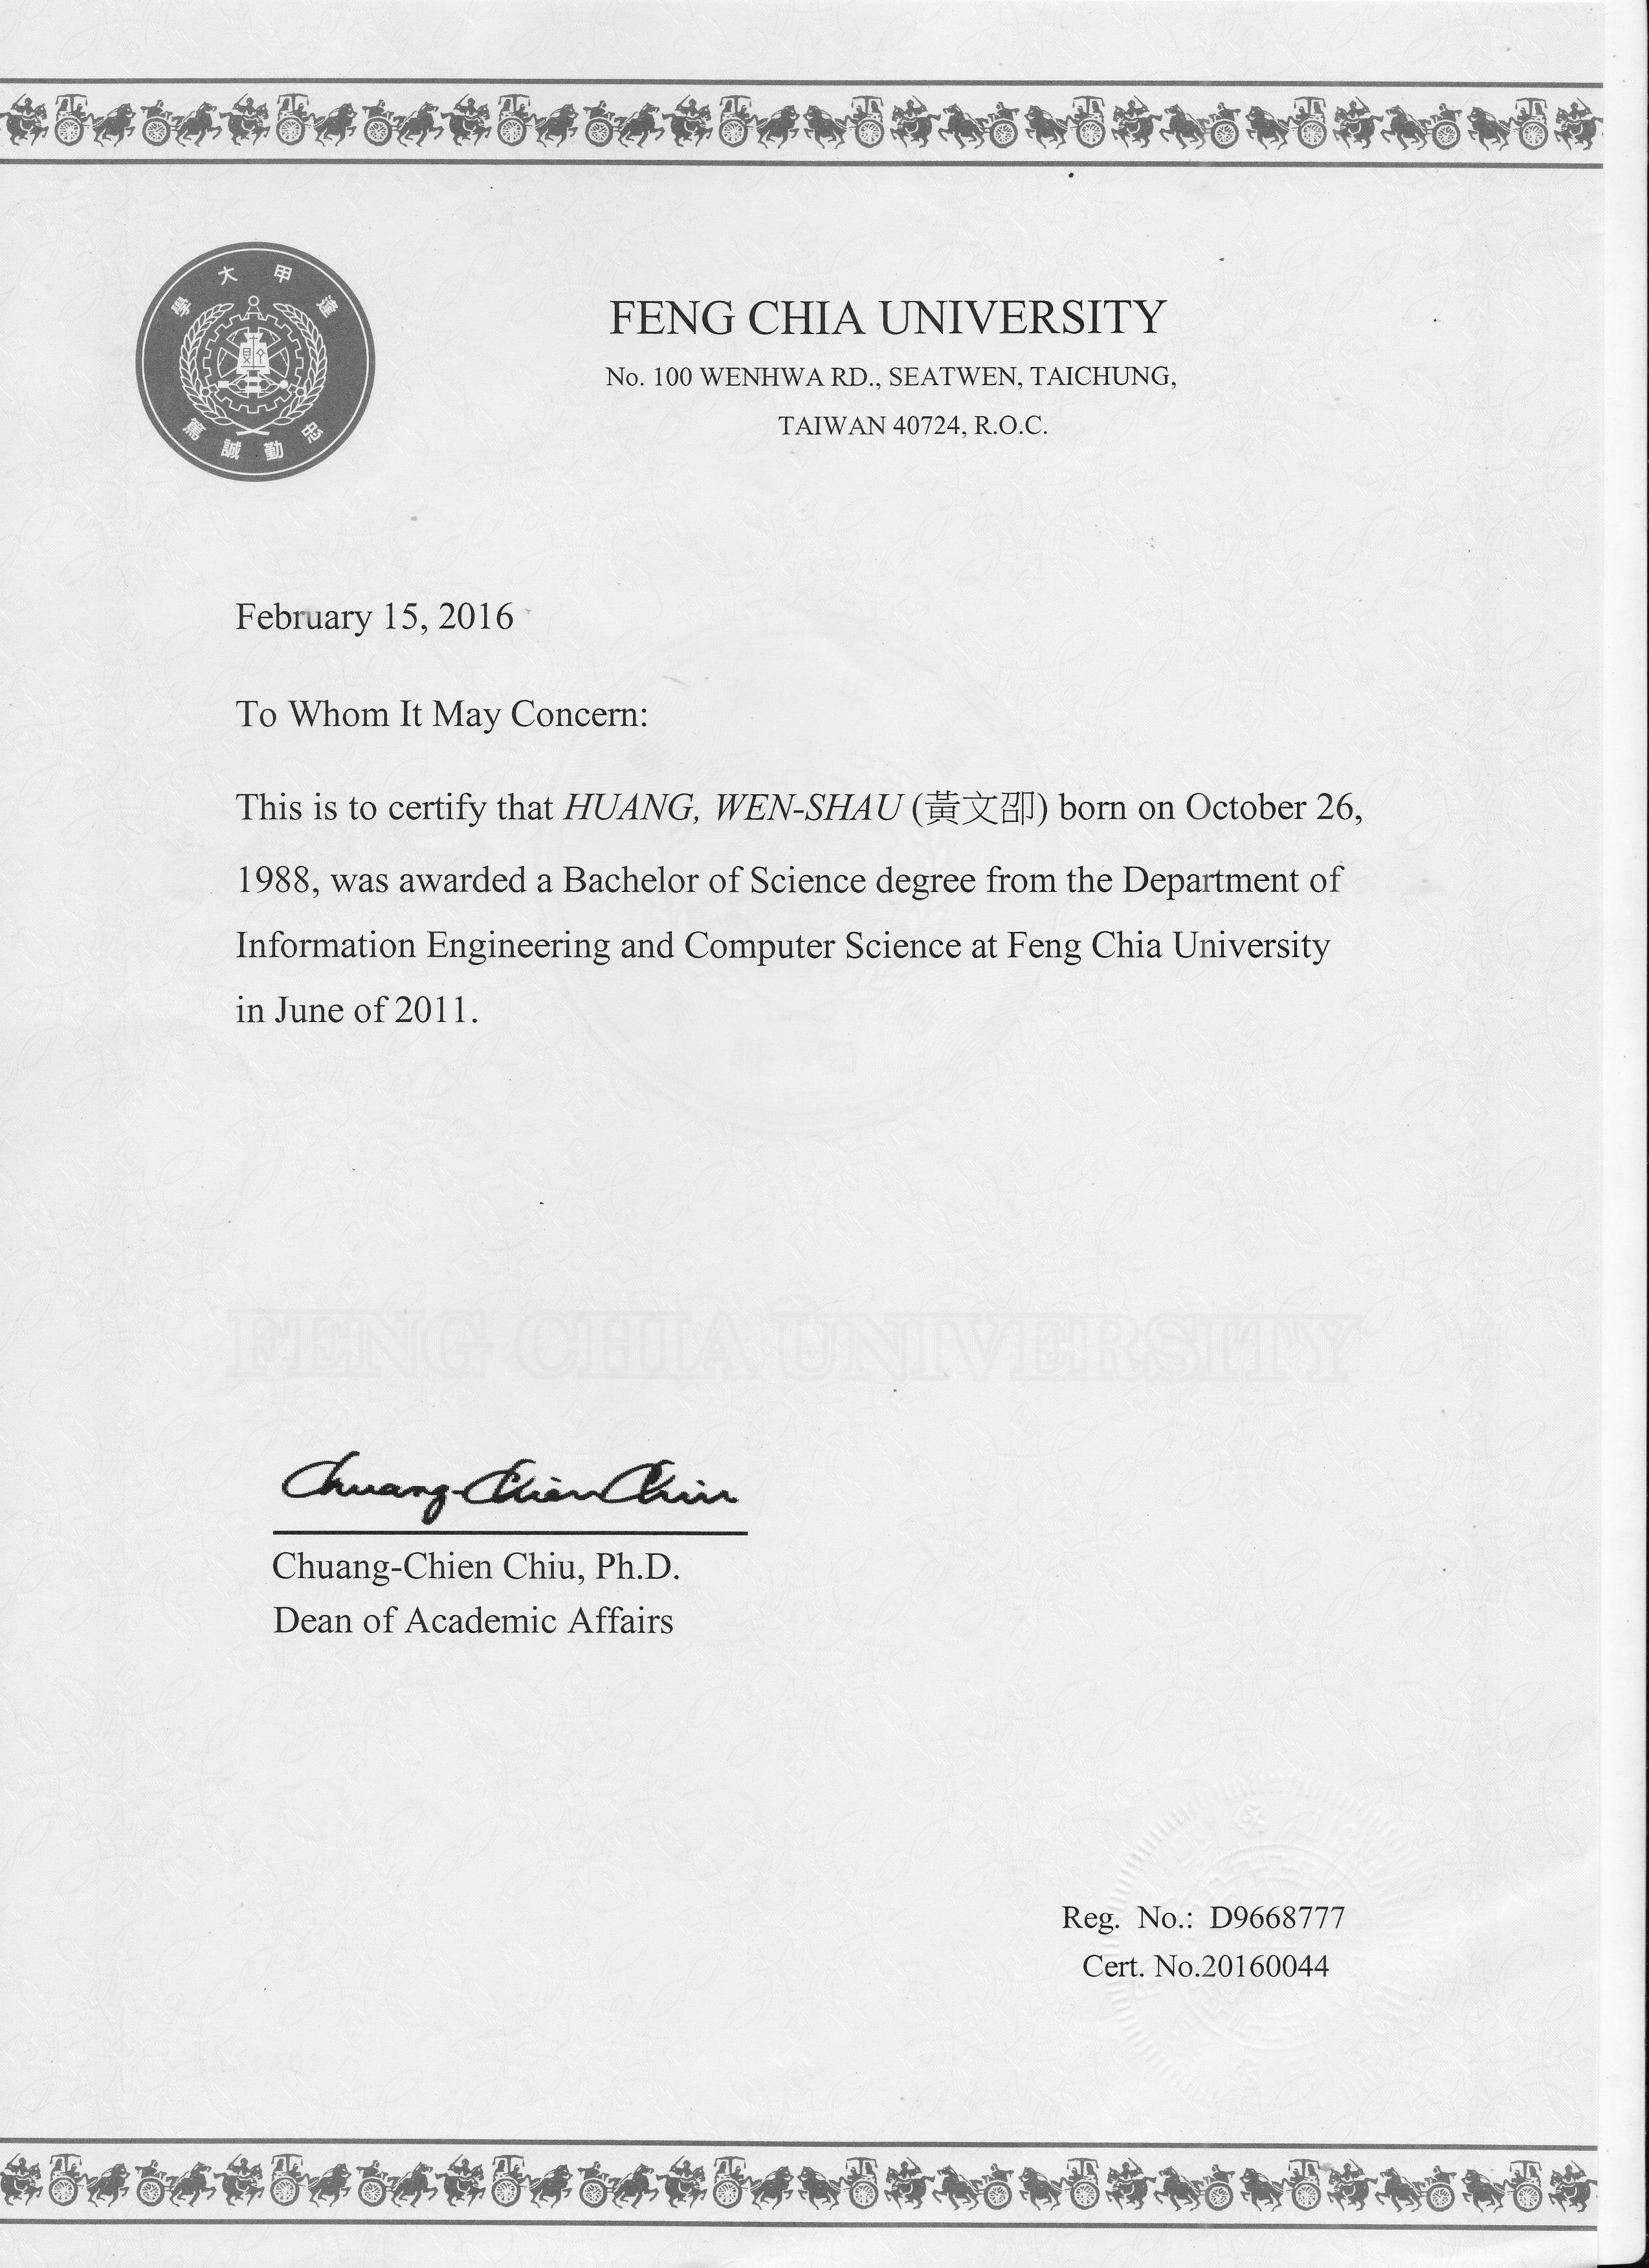 逢甲大學
忠勤誠篤
FENG CHIA UNIVERSITY
No. 100 WENHWA RD., SEATWEN, TAICHUNG,
TAIWAN 40724, R.O.C.
February 15, 2016
To Whom It May Concern:
This is to certify that HUANG, WEN-SHAU (黃文卲) born on October 26,
1988, was awarded a Bachelor of Science degree from the Department of
Information Engineering and Computer Science at Feng Chia University
in June of 2011.
FENG CHIA UNIVERSITY
Chuang-Chien Chiu
Chuang-Chien Chiu, Ph.D.
Dean of Academic Affairs
Reg. No.: D9668777
Cert. No.20160044